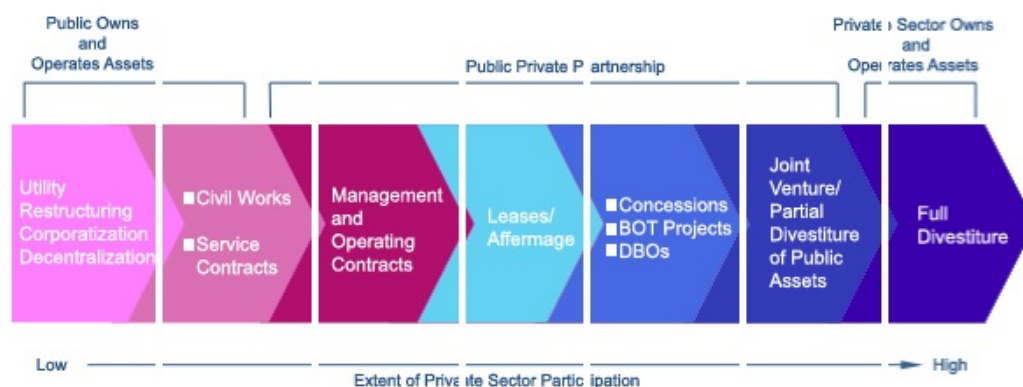 Public Owns
and
Operates Assets
Public Private Partnership
Private Sector Owns
and
Operates Assets
Utility
Restructuring
Corporatization
Decentralization
Civil Works
Service
Contracts
Management
and
Operating
Contracts
Leases/
Affermage
Concessions
BOT Projects
DBOs
Joint
Venture/
Partial
Divestiture
of Public
Assets
Full
Divestiture
Low
High
Extent of Private Sector Participation